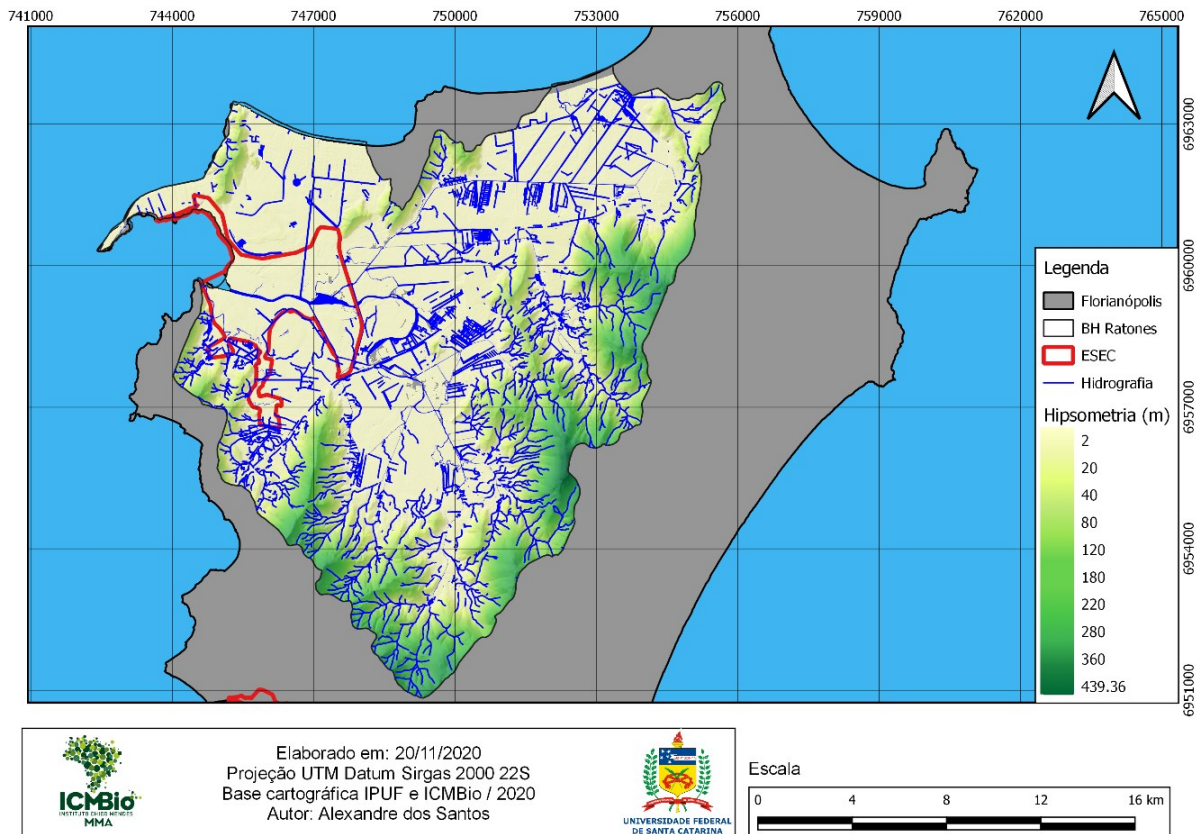 741000 744000 747000 750000 753000 756000 759000 762000 765000
6963000
6960000
6957000
6954000
6951000
Legenda
Florianópolis
BH Ratones
ESEC
Hidrografia
Hipsometria (m)
2
20
40
80
120
180
220
280
360
439.36
ICMBio
INSTITUTO CHICO MENDES
MMA
Elaborado em: 20/11/2020
Projeção UTM Datum Sirgas 2000 22S
Base cartográfica IPUF e ICMBio / 2020
Autor: Alexandre dos Santos
UNIVERSIDADE FEDERAL
DE SANTA CATARINA
Escala
0 4 8 12 16 km